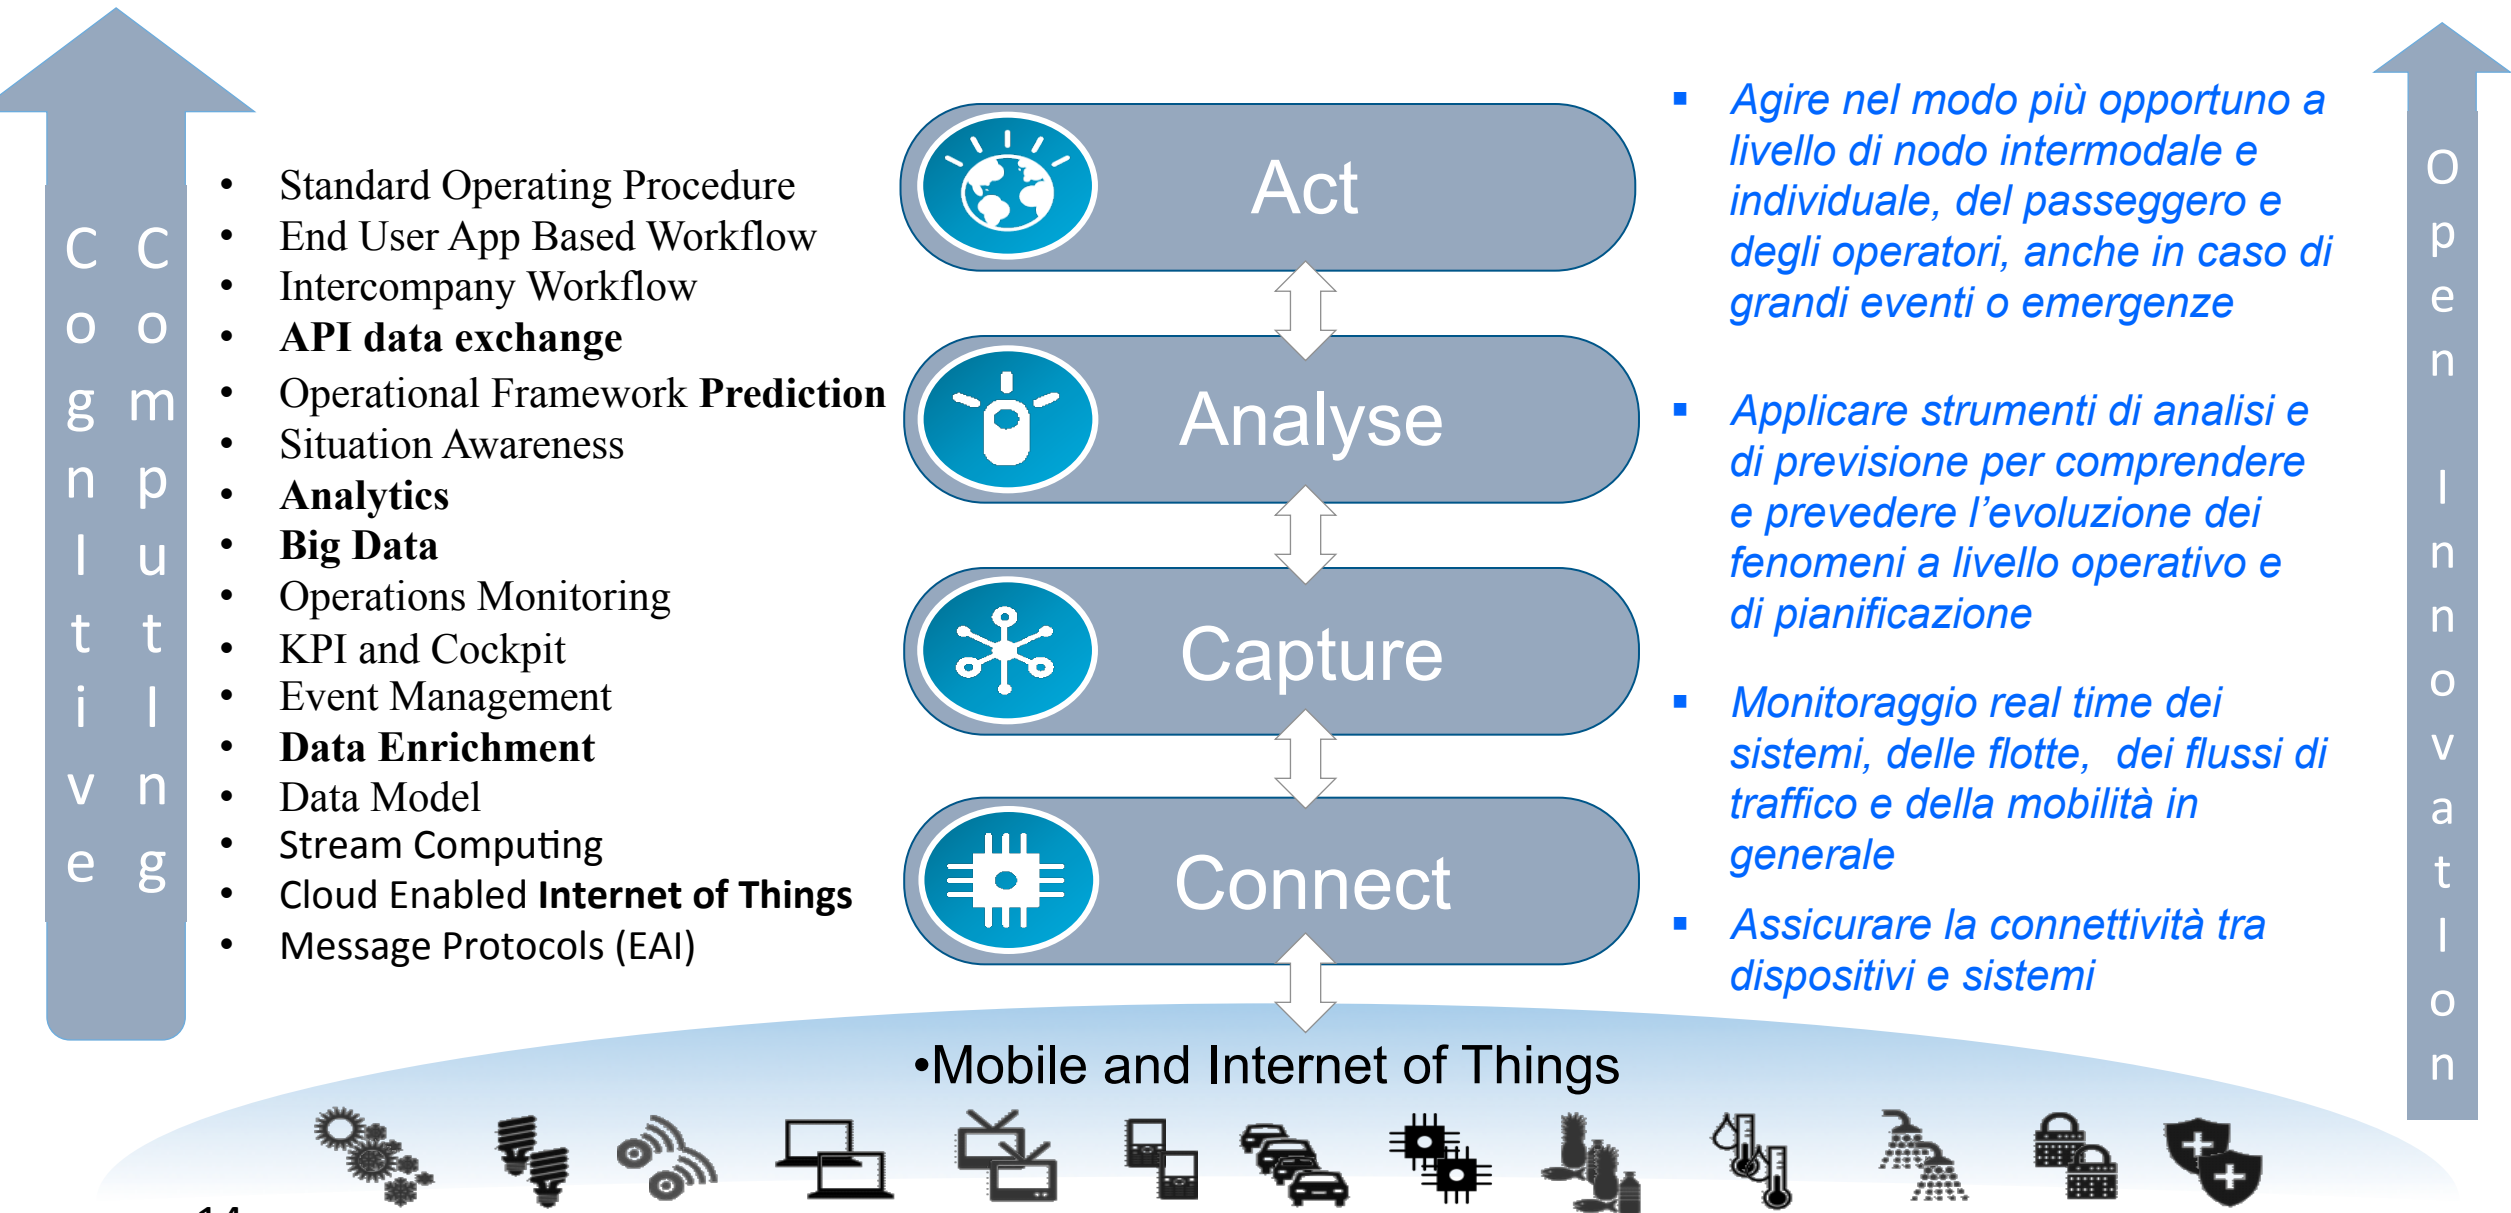 Cognitive
Computing
• Standard Operating Procedure
• End User App Based Workflow
• Intercompany Workflow
• API data exchange
• Operational Framework Prediction
• Situation Awareness
• Analytics
• Big Data
• Operations Monitoring
• KPI and Cockpit
• Event Management
• Data Enrichment
• Data Model
• Stream Computing
• Cloud Enabled Internet of Things
• Message Protocols (EAI)
Act
Analyse
Capture
Connect
▪ Agire nel modo più opportuno a
livello di nodo intermodale e
individuale, del passeggero e
degli operatori, anche in caso di
grandi eventi o emergenze
▪ Applicare strumenti di analisi e
di previsione per comprendere
e prevedere l’evoluzione dei
fenomeni a livello operativo e
di pianificazione
▪ Monitoraggio real time dei
sistemi, delle flotte, dei flussi di
traffico e della mobilità in
generale
▪ Assicurare la connettività tra
dispositivi e sistemi
Open Innovation
•Mobile and Internet of Things
14